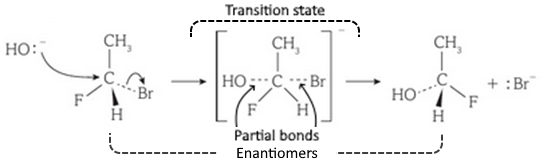 Transition state
HO:⁻
CH₃
C
Br
F
H
CH₃
HO
C
Br
F
H
⁻
CH₃
HO
C
F
H
+ :Br⁻
Partial bonds
Enantiomers